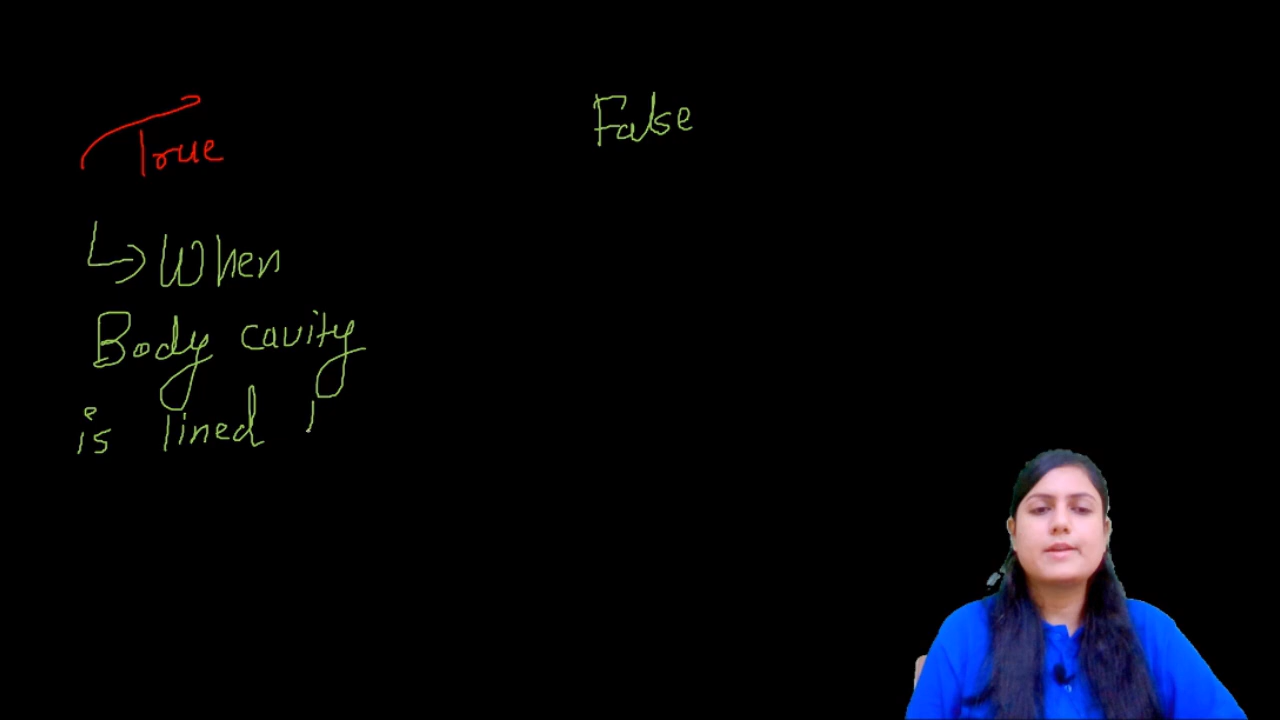 True
False
↳ When
Body cavity
is lined